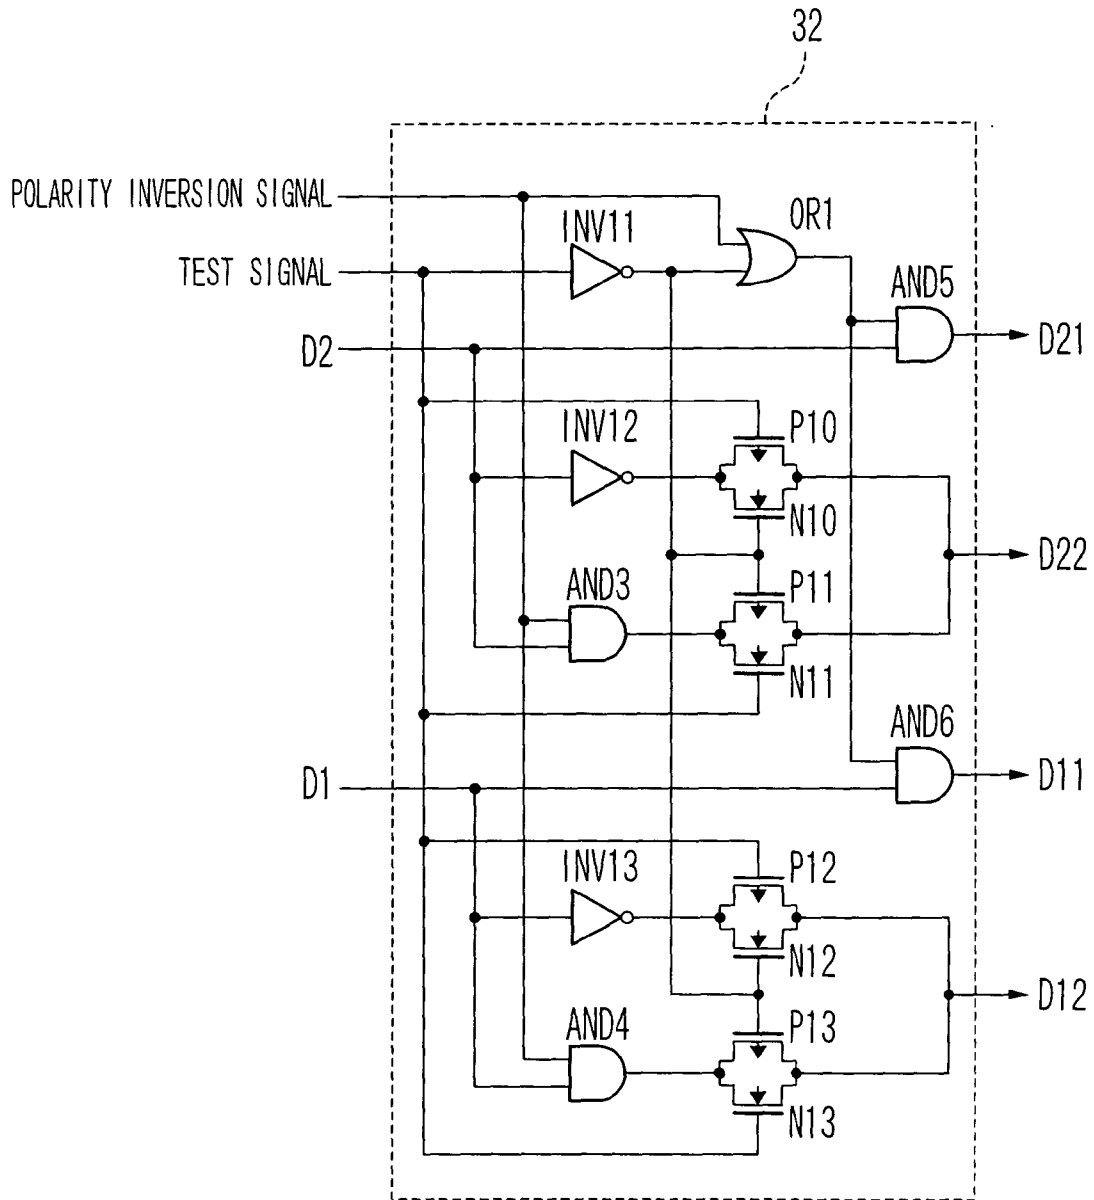 32
POLARITY INVERSION SIGNAL
INV11
OR1
TEST SIGNAL
AND5
D2
D21
INV12
P10
N10
D22
AND3
P11
N11
AND6
D1
D11
INV13
P12
N12
D12
AND4
P13
N13